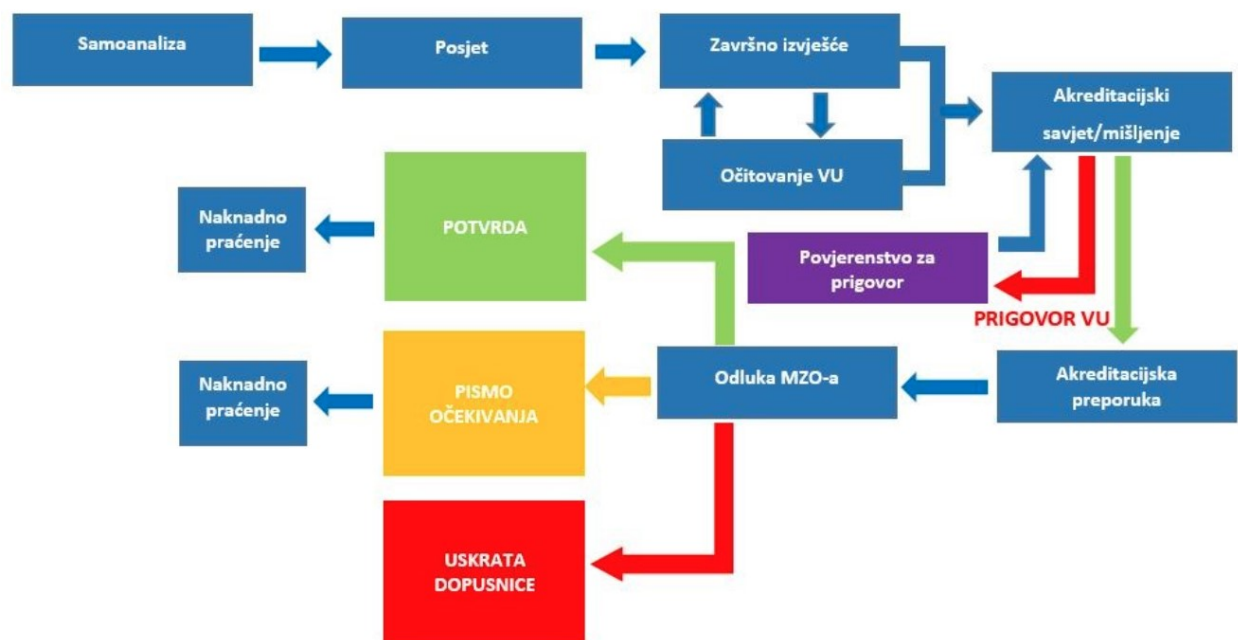 Samoanaliza
Posjet
Završno izvješće
Akreditacijski
savjet/mišljenje
Očitovanje VU
Naknadno
praćenje
POTVRDA
Povjerenstvo za
prigovor
PRIGOVOR VU
Naknadno
praćenje
PISMO
OČEKIVANJA
Odluka MZO-a
Akreditacijska
preporuka
USKRATA
DOPUSNICE